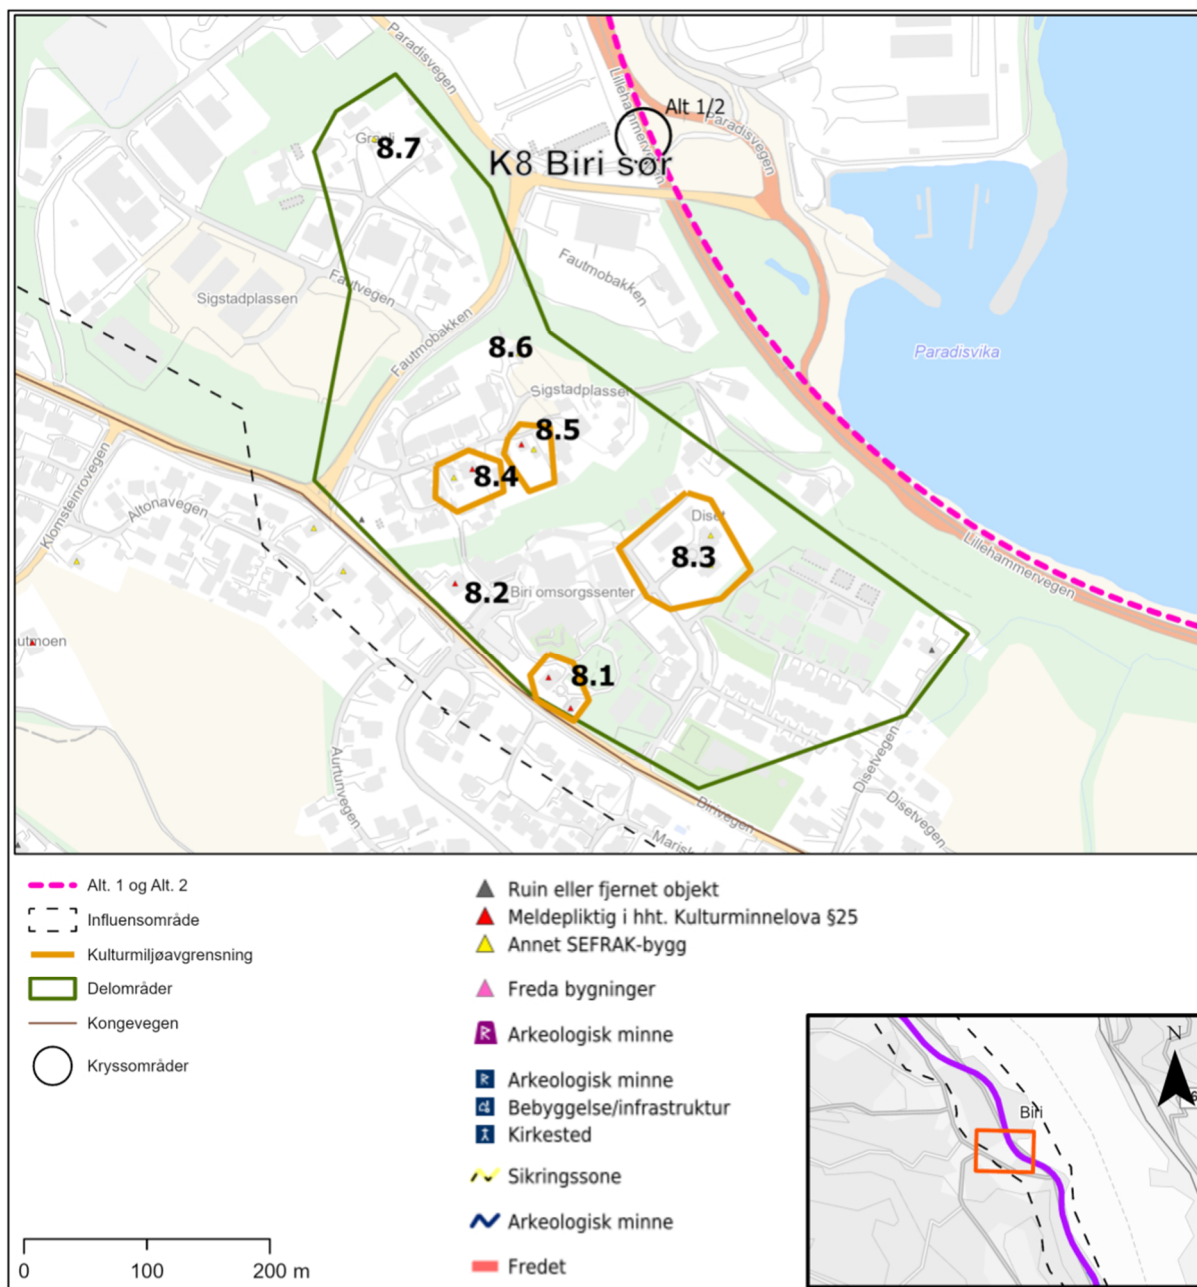 Paradisvegen
Lillehammervegen
Alt 1/2
Paradisvegen
Grønli
8.7
K8 Biri sør
Fautmobakken
Fautvegen
Sigstadplassen
Fautmobakken
8.6
Paradisvika
Sigstadplassen
8.5
8.4
Klomsteinrovegen
Altonavegen
Diset
8.3
Lillehammervegen
8.2
Biri omsorgssenter
autmoen
8.1
Aurtunvegen
Disetvegen
Disetvegen
Birivegen
Marisk
Alt. 1 og Alt. 2
Influensområde
Kulturmiljøavgrensning
Delområder
Kongevegen
Kryssområder
Ruin eller fjernet objekt
Meldepliktig i hht. Kulturminnelova §25
Annet SEFRAK-bygg
Freda bygninger
Arkeologisk minne
Arkeologisk minne
Bebyggelse/infrastruktur
Kirkested
Sikringssone
Arkeologisk minne
Fredet
0 100 200 m
N
6
Biri